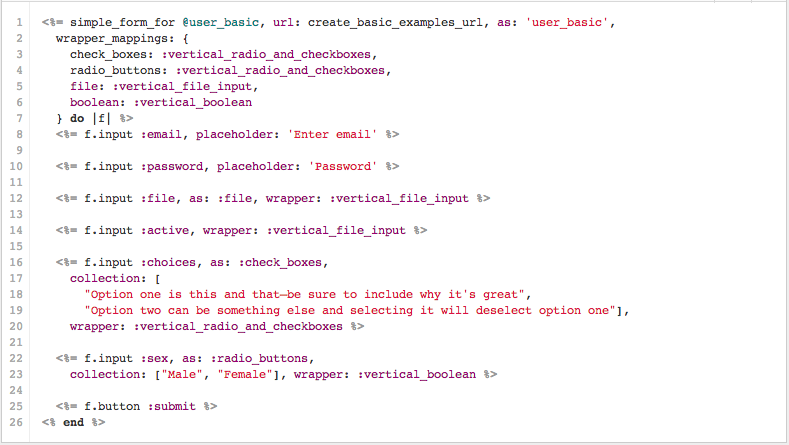 1 <%= simple_form_for @user_basic, url: create_basic_examples_url, as: 'user_basic',
2   wrapper_mappings: {
3     check_boxes: :vertical_radio_and_checkboxes,
4     radio_buttons: :vertical_radio_and_checkboxes,
5     file: :vertical_file_input,
6     boolean: :vertical_boolean
7   } do |f| %>
8   <%= f.input :email, placeholder: 'Enter email' %>
9
10   <%= f.input :password, placeholder: 'Password' %>
11
12   <%= f.input :file, as: :file, wrapper: :vertical_file_input %>
13
14   <%= f.input :active, wrapper: :vertical_file_input %>
15
16   <%= f.input :choices, as: :check_boxes,
17     collection: [
18       "Option one is this and that—be sure to include why it's great",
19       "Option two can be something else and selecting it will deselect option one"],
20     wrapper: :vertical_radio_and_checkboxes %>
21
22   <%= f.input :sex, as: :radio_buttons,
23     collection: ["Male", "Female"], wrapper: :vertical_boolean %>
24
25   <%= f.button :submit %>
26 <% end %>